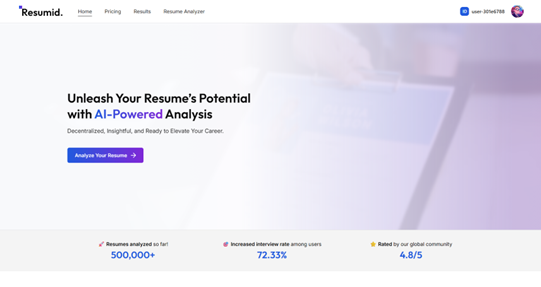 Resumid.
Home
Pricing
Results
Resume Analyzer
user-301e6788
Unleash Your Resume's Potential
with AI-Powered Analysis
Decentralized, Insightful, and Ready to Elevate Your Career.
Analyze Your Resume →
Resumes analyzed so far!
500,000+
Increased interview rate among users
72.33%
Rated by our global community
4.8/5